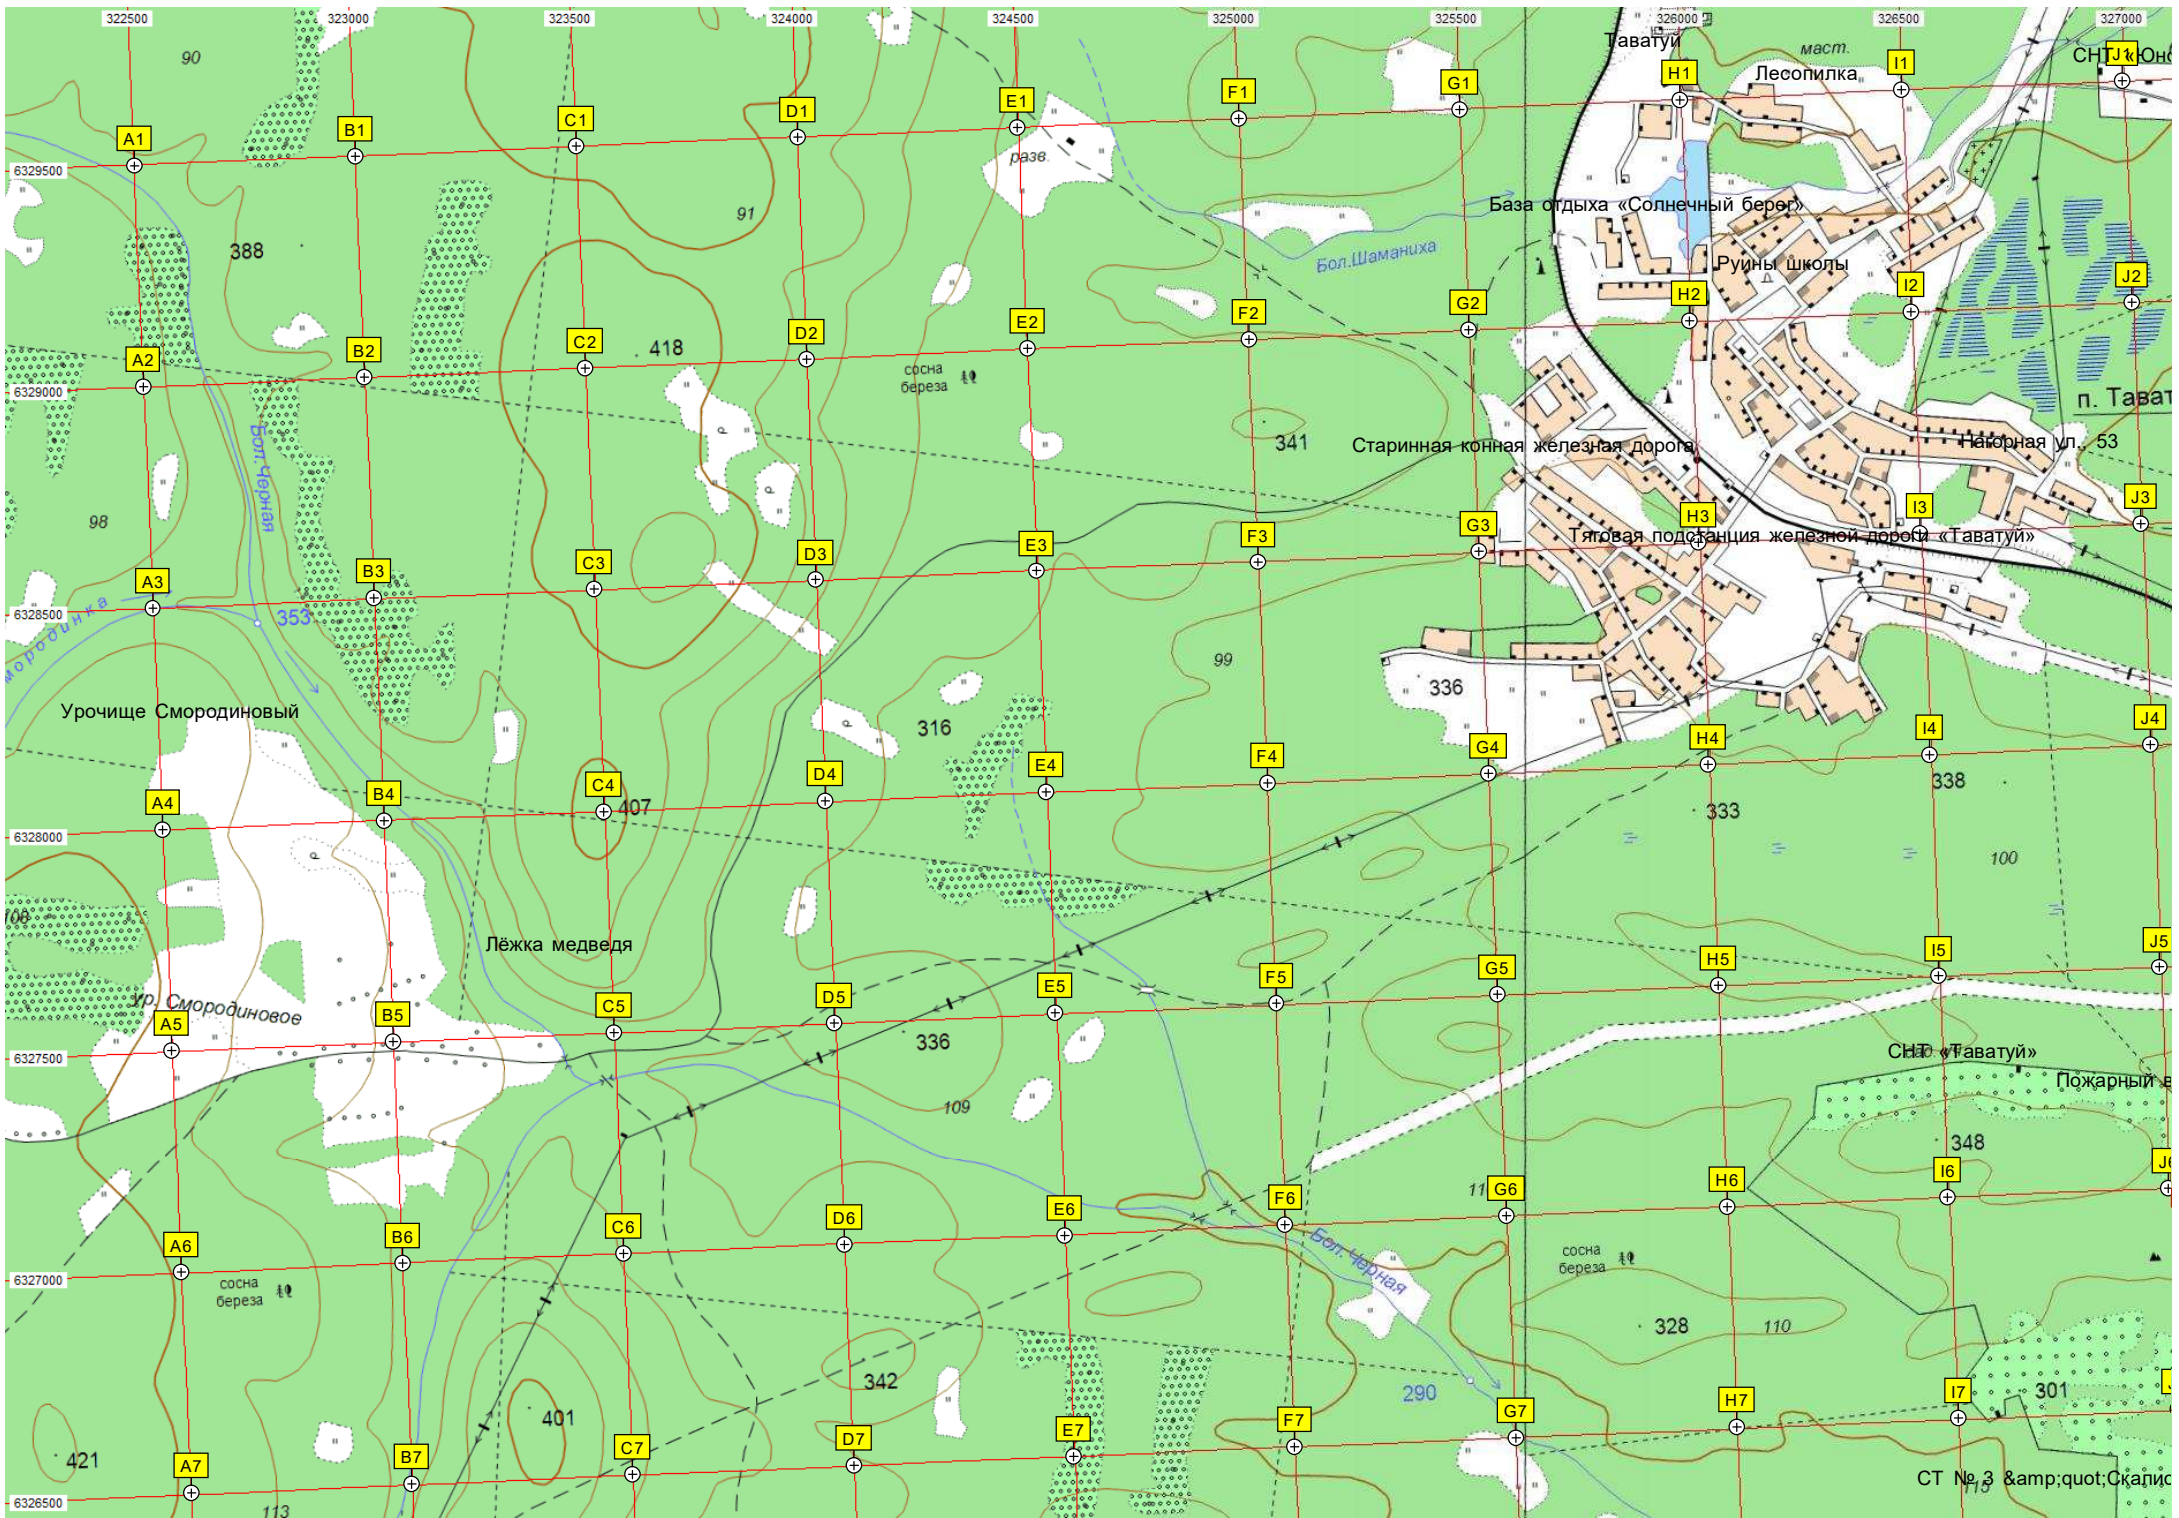 322500 323000 323500 324000 324500 325000 325500 326000 326500 327000
Таватуй
маст.
90
Лесопилка
A1 B1 C1 D1 E1 F1 G1 H1 I1 J1
разв.
6329500
База отдыха «Солнечный берег»
91
388
Бол.Шаманиха
Руины школы
A2 B2 C2 D2 E2 F2 G2 H2 I2 J2
418
сосна
береза
6329000
п. Тават
341
Старинная конная железная дорога
Нагорная ул., 53
Бол.Черная
98
A3 B3 C3 D3 E3 F3 G3 H3 I3 J3
Тяговая подстанция железной дороги «Таватуй»
6328500
353
мородинка
99
336
Урочище Смородиновый
316
A4 B4 C4 D4 E4 F4 G4 H4 I4 J4
338
407
333
6328000
100
108
Лёжка медведя
ур. Смородиновое
A5 B5 C5 D5 E5 F5 G5 H5 I5 J5
336
6327500
СНТ «Таватуй»
Пожарный в
109
348
A6 B6 C6 D6 E6 F6 G6 H6 I6
Бол. Черная
сосна
береза
6327000
сосна
береза
328
110
342
290
301
401
A7 B7 C7 D7 E7 F7 G7 H7 I7
421
СТ № 3 &amp;quot;Скалис
115
6326500
113